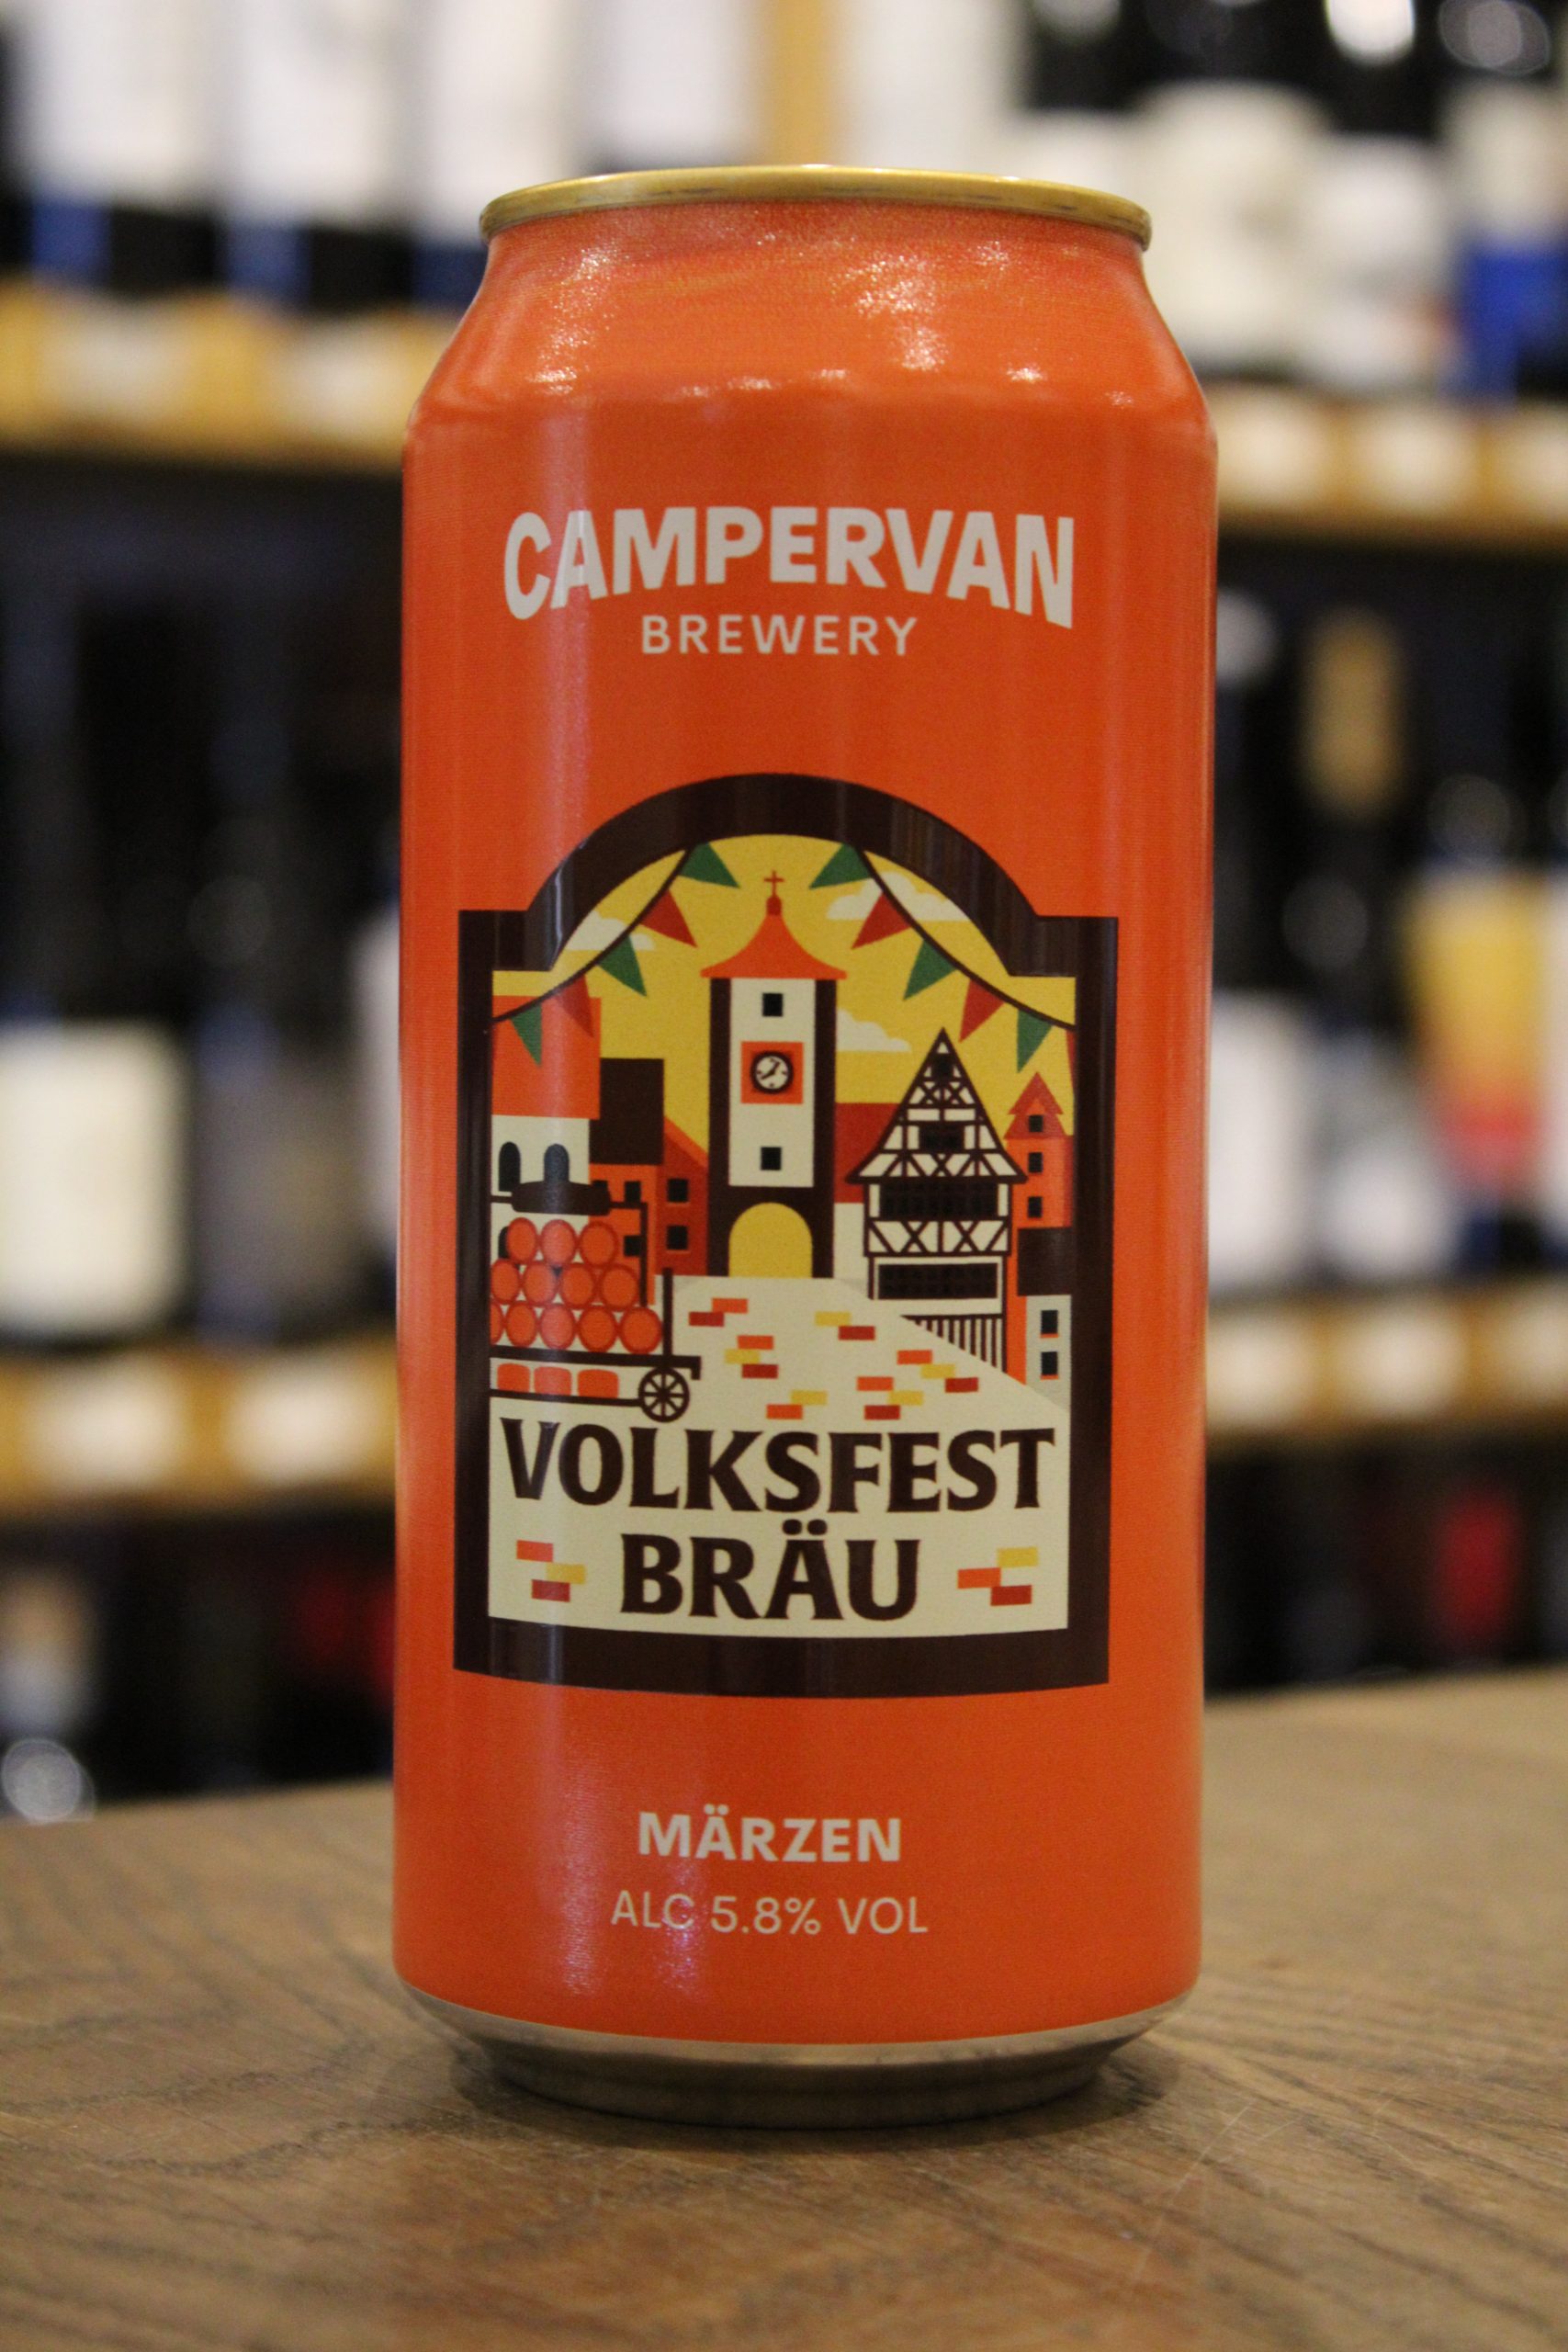 CAMPERVAN
BREWERY
VOLKSFEST
BRÄU
MÄRZEN
ALC 5.8% VOL